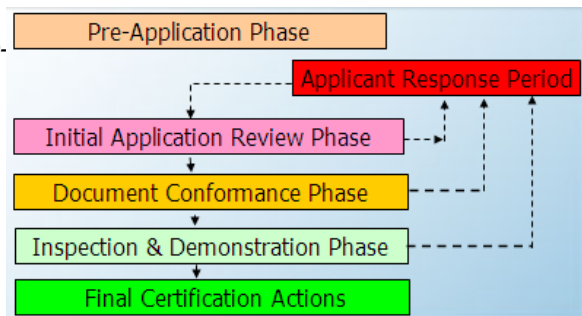 Pre-Application Phase
Applicant Response Period
Initial Application Review Phase
Document Conformance Phase
Inspection & Demonstration Phase
Final Certification Actions